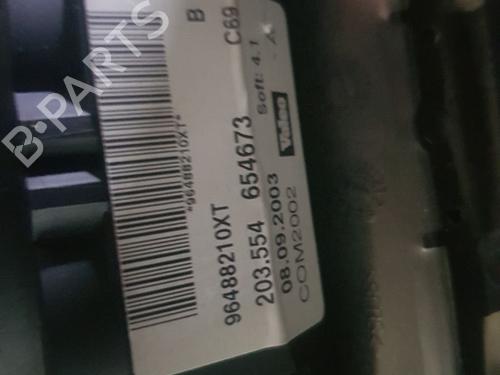 B C69
*96488210XT*
96488210XT
203.554 654673
Soft: 4.1 A
08.09.2003 Valeo
COM2002
B-PARTS